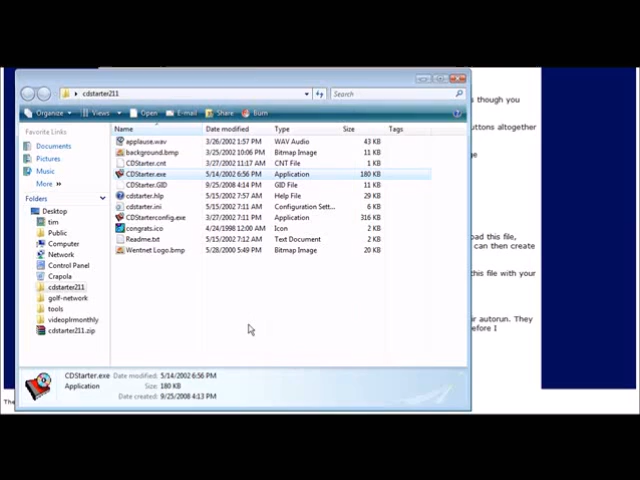 cdstarter211
Search
Organize Views Open E-mail Share Burn
Favorite Links
Documents
Pictures
Music
More »
Folders
Desktop
tim
Public
Computer
Network
Control Panel
Crapola
cdstarter211
golf-network
tools
videoplrmonthly
cdstarter211.zip
Name Date modified Type Size Tags
applause.wav 3/26/2002 1:57 PM WAV Audio 43 KB
background.bmp 3/25/2002 10:06 PM Bitmap Image 11 KB
CDStarter.cnt 3/27/2002 11:17 AM CNT File 1 KB
CDStarter.exe 5/14/2002 6:56 PM Application 180 KB
CDStarter.GID 9/25/2008 4:14 PM GID File 9 KB
cdstarter.hlp 5/15/2002 7:57 AM Help File 29 KB
cdstarter.ini 5/15/2002 7:11 AM Configuration Sett... 6 KB
CDStarterconfig.exe 3/27/2002 7:11 PM Application 316 KB
congrats.ico 4/24/1998 12:00 AM Icon 2 KB
Readme.txt 5/15/2002 7:12 AM Text Document 2 KB
Wentnet Logo.bmp 5/28/2000 5:49 PM Bitmap Image 20 KB
CDStarter.exe Date modified: 5/14/2002 6:56 PM
Application Size: 180 KB
Date created: 9/25/2008 4:13 PM
s though you
ttons altogether
ge
ad this file,
can then create
this file with your
r autorun. They
efore I
The